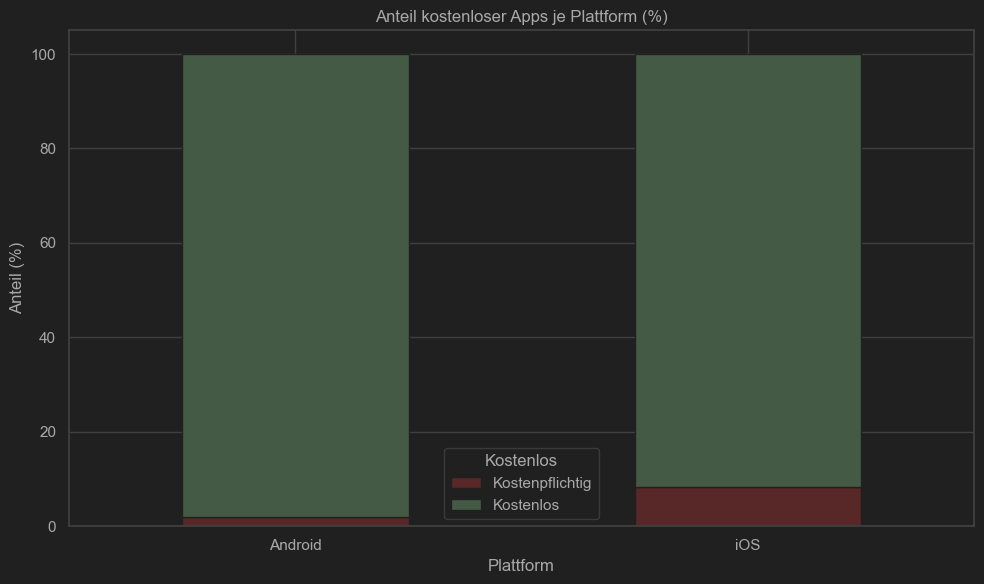 Anteil kostenloser Apps je Plattform (%)
100
80
60
40
20
0
Anteil (%)
Kostenlos
Kostenpflichtig
Kostenlos
Android
iOS
Plattform